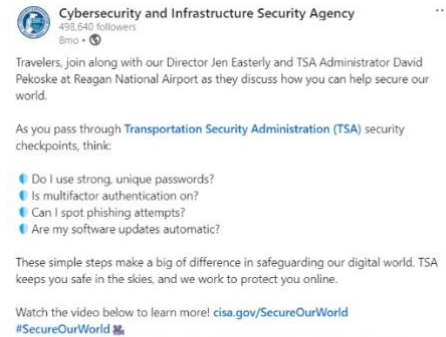 Cybersecurity and Infrastructure Security Agency
498,640 followers
8mo •
Travelers, join along with our Director Jen Easterly and TSA Administrator David
Pekoske at Reagan National Airport as they discuss how you can help secure our
world.
As you pass through Transportation Security Administration (TSA) security
checkpoints, think:
Do I use strong, unique passwords?
Is multifactor authentication on?
Can I spot phishing attempts?
Are my software updates automatic?
These simple steps make a big of difference in safeguarding our digital world. TSA
keeps you safe in the skies, and we work to protect you online.
Watch the video below to learn more! cisa.gov/SecureOurWorld
#SecureOurWorld